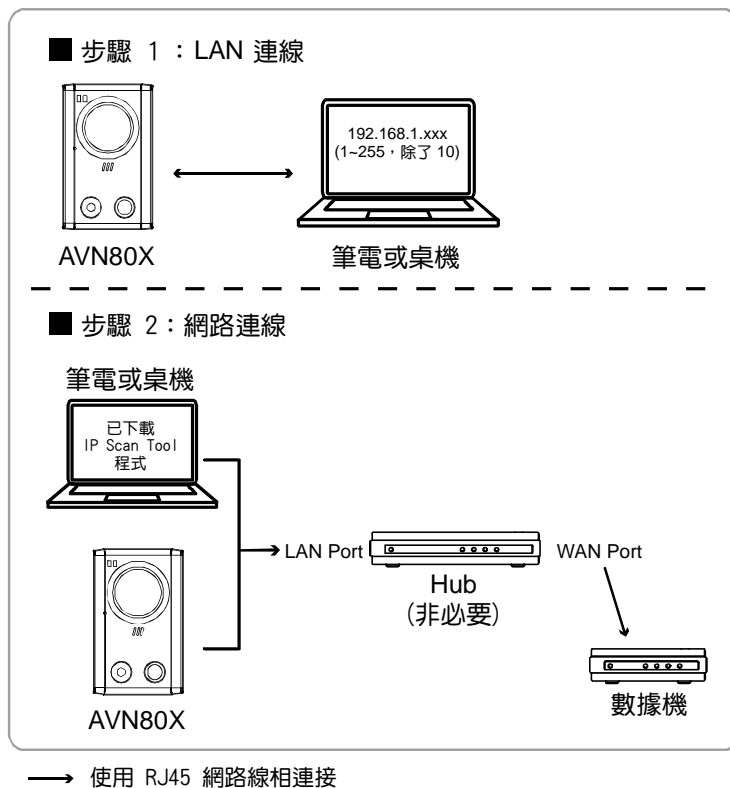 ■ 步驟 1：LAN 連線
192.168.1.xxx
(1~255，除了 10)
AVN80X
筆電或桌機
■ 步驟 2：網路連線
筆電或桌機
已下載
IP Scan Tool
程式
LAN Port
WAN Port
Hub
(非必要)
AVN80X
數據機
使用 RJ45 網路線相連接